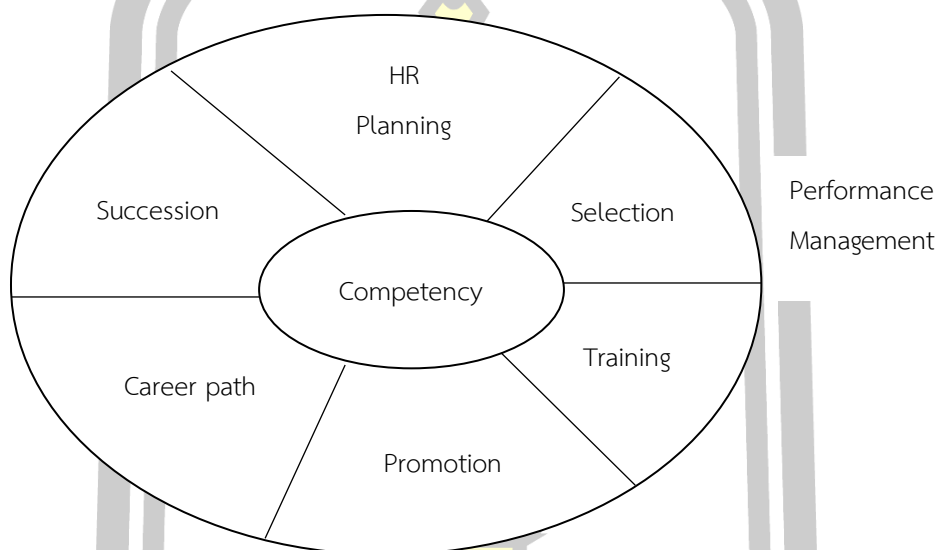 HR
Planning
Succession
Selection
Performance
Management
Competency
Training
Career path
Promotion